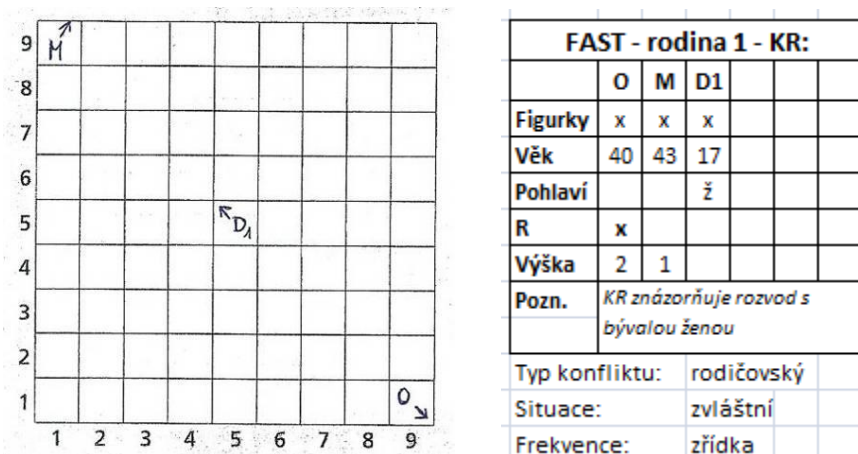 9 M
8
7
6
5 D1
4
3
2
1 O
1 2 3 4 5 6 7 8 9
FAST - rodina 1 - KR:
O M D1
Figurky x x x
Věk 40 43 17
Pohlaví ž
R x
Výška 2 1
Pozn. KR znázorňuje rozvod s
bývalou ženou
Typ konfliktu: rodičovský
Situace: zvláštní
Frekvence: zřídka